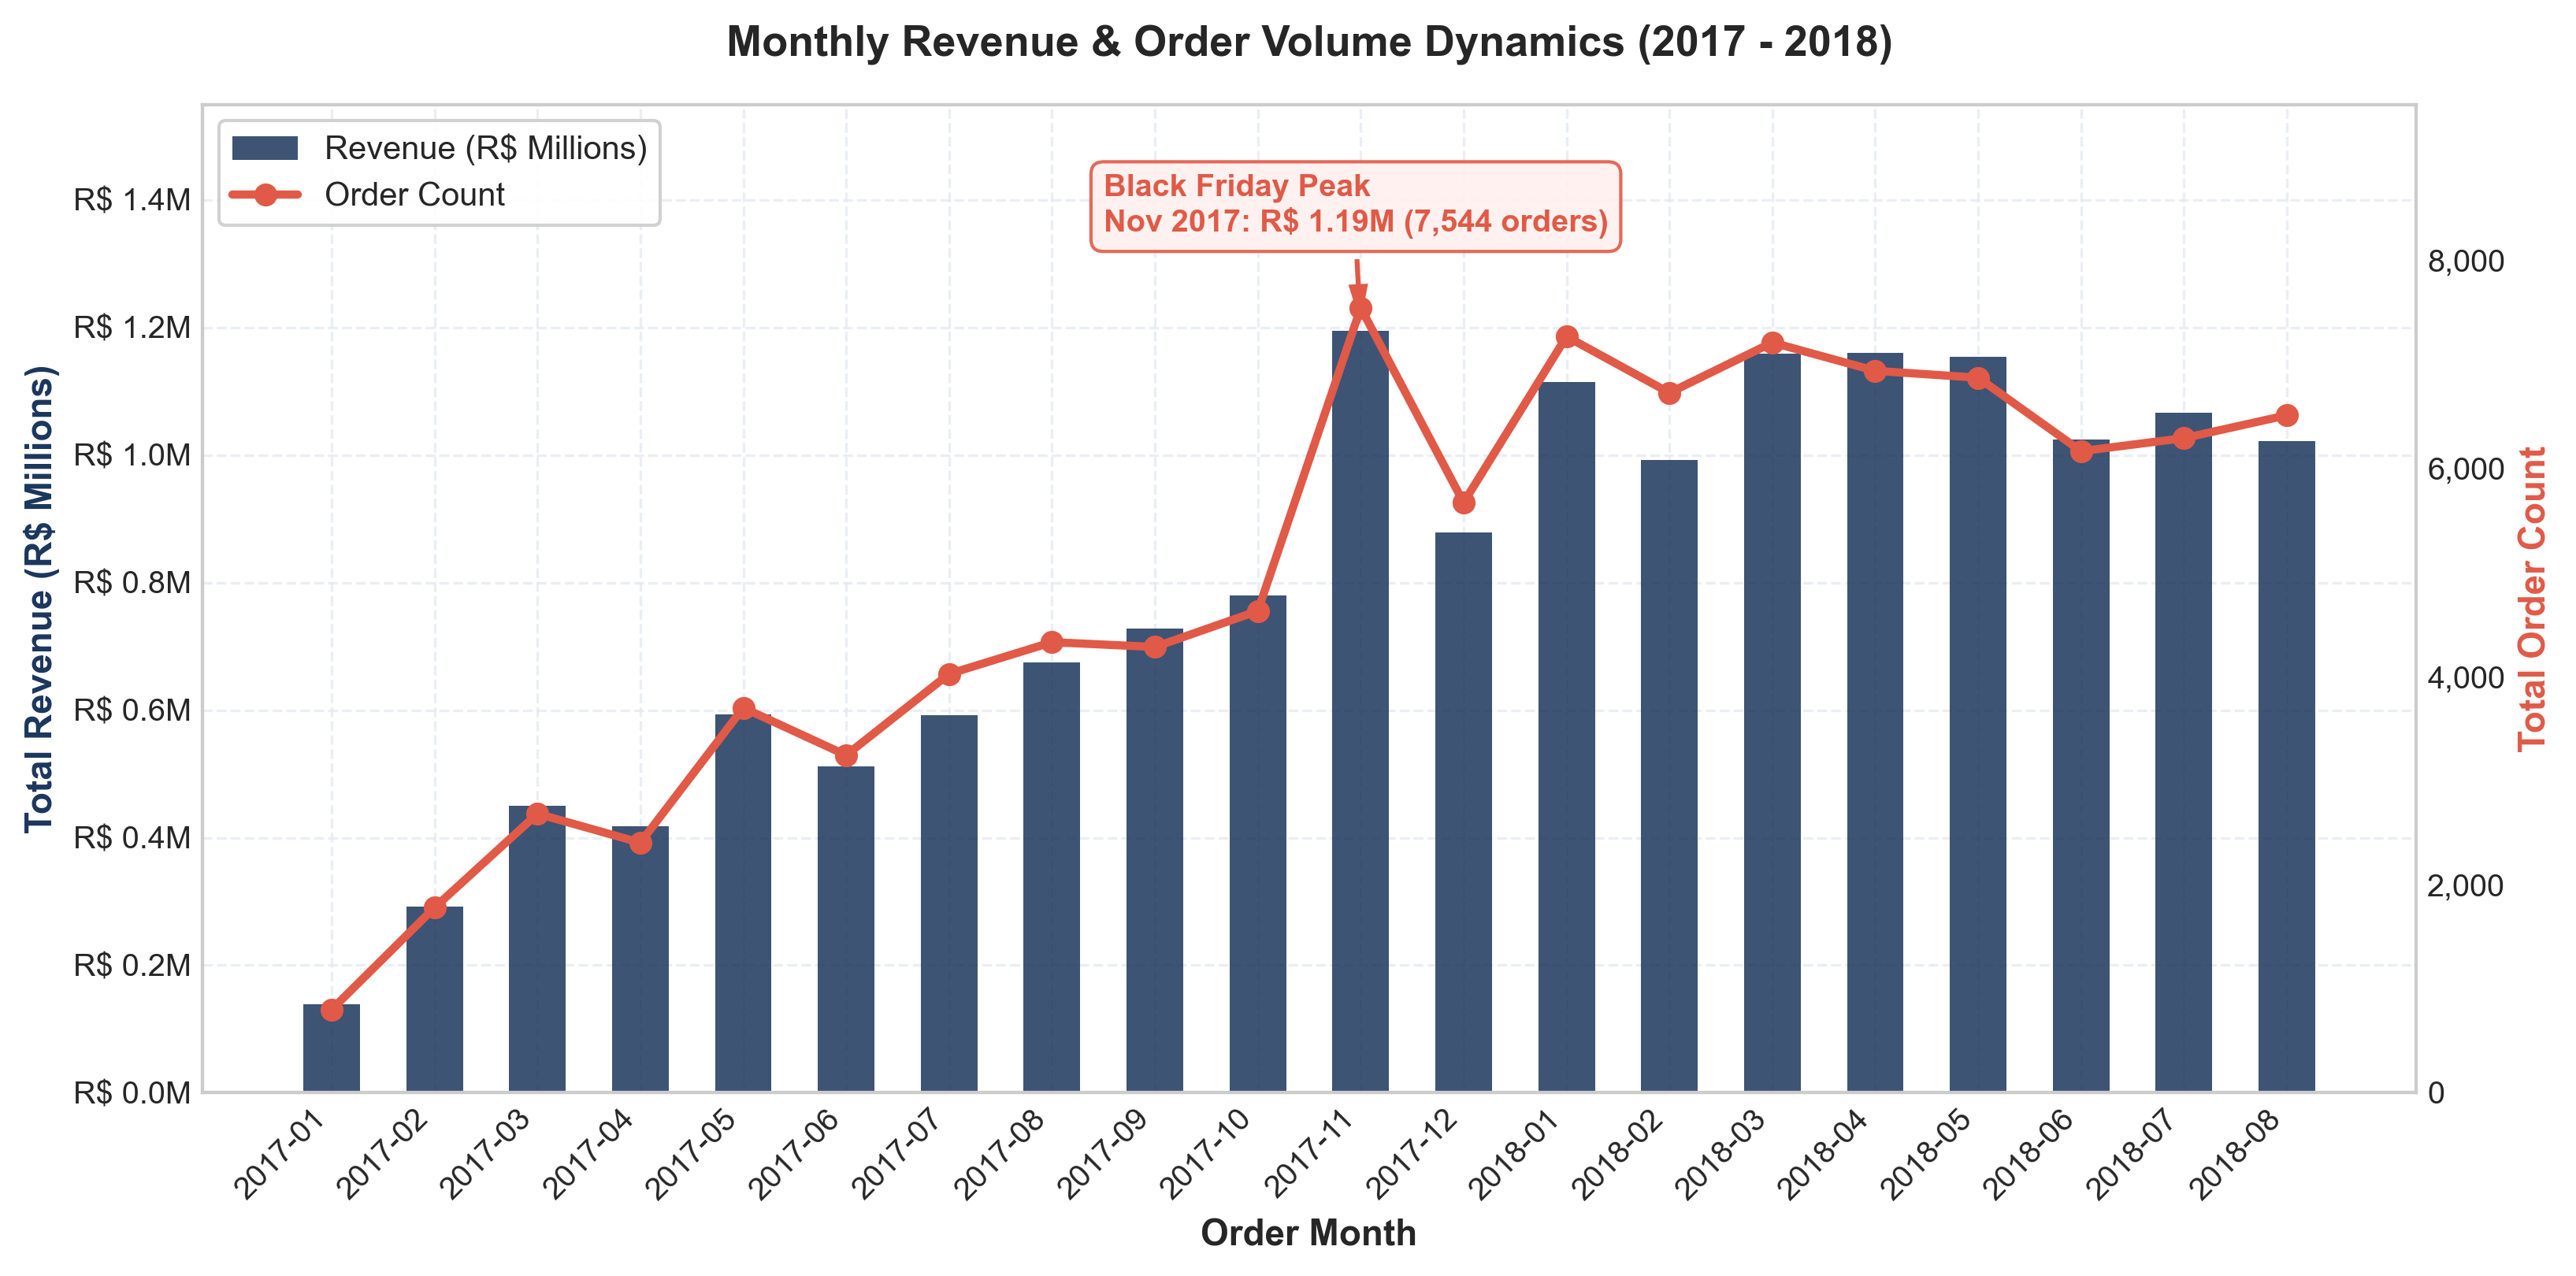 Monthly Revenue & Order Volume Dynamics (2017 - 2018)
Revenue (R$ Millions)
Order Count
Black Friday Peak
Nov 2017: R$ 1.19M (7,544 orders)
Total Revenue (R$ Millions)
R$ 1.4M
R$ 1.2M
R$ 1.0M
R$ 0.8M
R$ 0.6M
R$ 0.4M
R$ 0.2M
R$ 0.0M
8,000
6,000
4,000
2,000
0
Total Order Count
2017-01
2017-02
2017-03
2017-04
2017-05
2017-06
2017-07
2017-08
2017-09
2017-10
2017-11
2017-12
2018-01
2018-02
2018-03
2018-04
2018-05
2018-06
2018-07
2018-08
Order Month